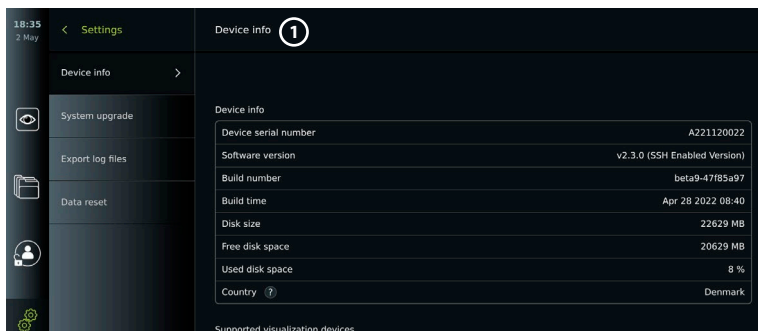 18:35
2 May
Settings
Device info
1
Device info
System upgrade
Export log files
Data reset
Device info
Device serial number A221120022
Software version v2.3.0 (SSH Enabled Version)
Build number beta9-47f85a97
Build time Apr 28 2022 08:40
Disk size 22629 MB
Free disk space 20629 MB
Used disk space 8 %
Country ? Denmark
Supported visualization devices